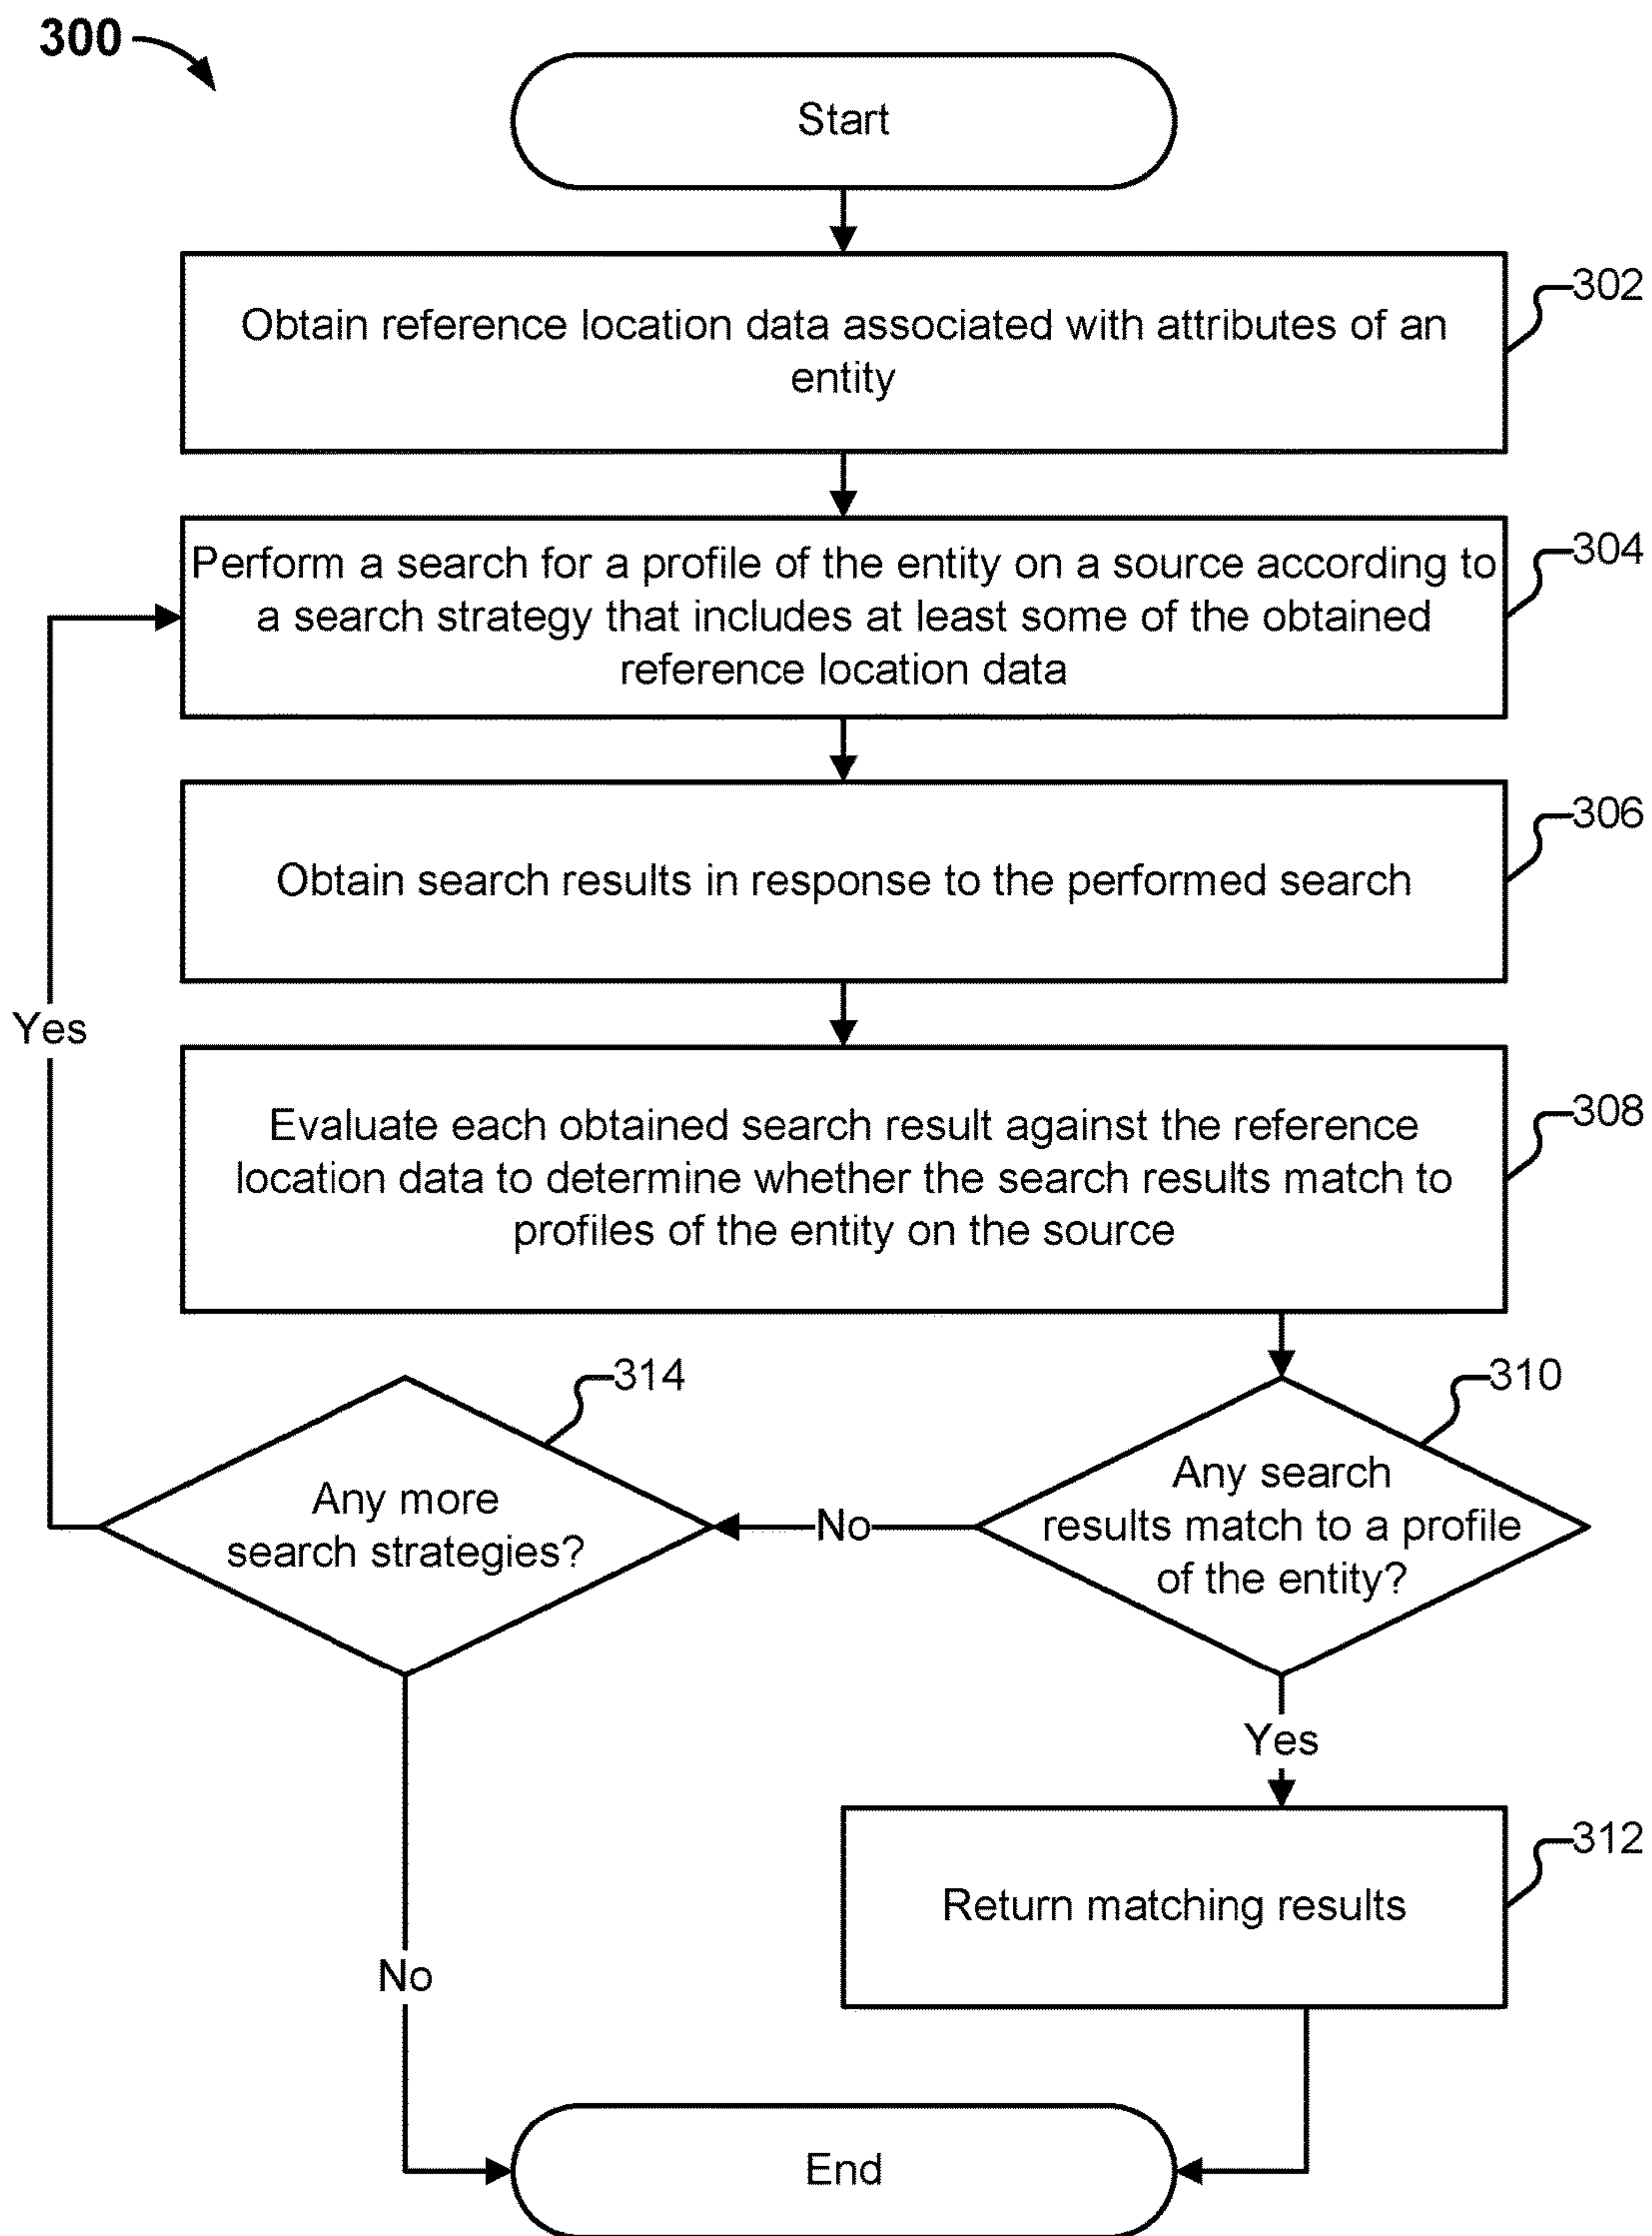 300
Start
Obtain reference location data associated with attributes of an
entity
302
Perform a search for a profile of the entity on a source according to
a search strategy that includes at least some of the obtained
reference location data
304
Obtain search results in response to the performed search
306
Yes
Evaluate each obtained search result against the reference
location data to determine whether the search results match to
profiles of the entity on the source
308
314
310
Any more
search strategies?
No
Any search
results match to a profile
of the entity?
Yes
Return matching results
312
No
End